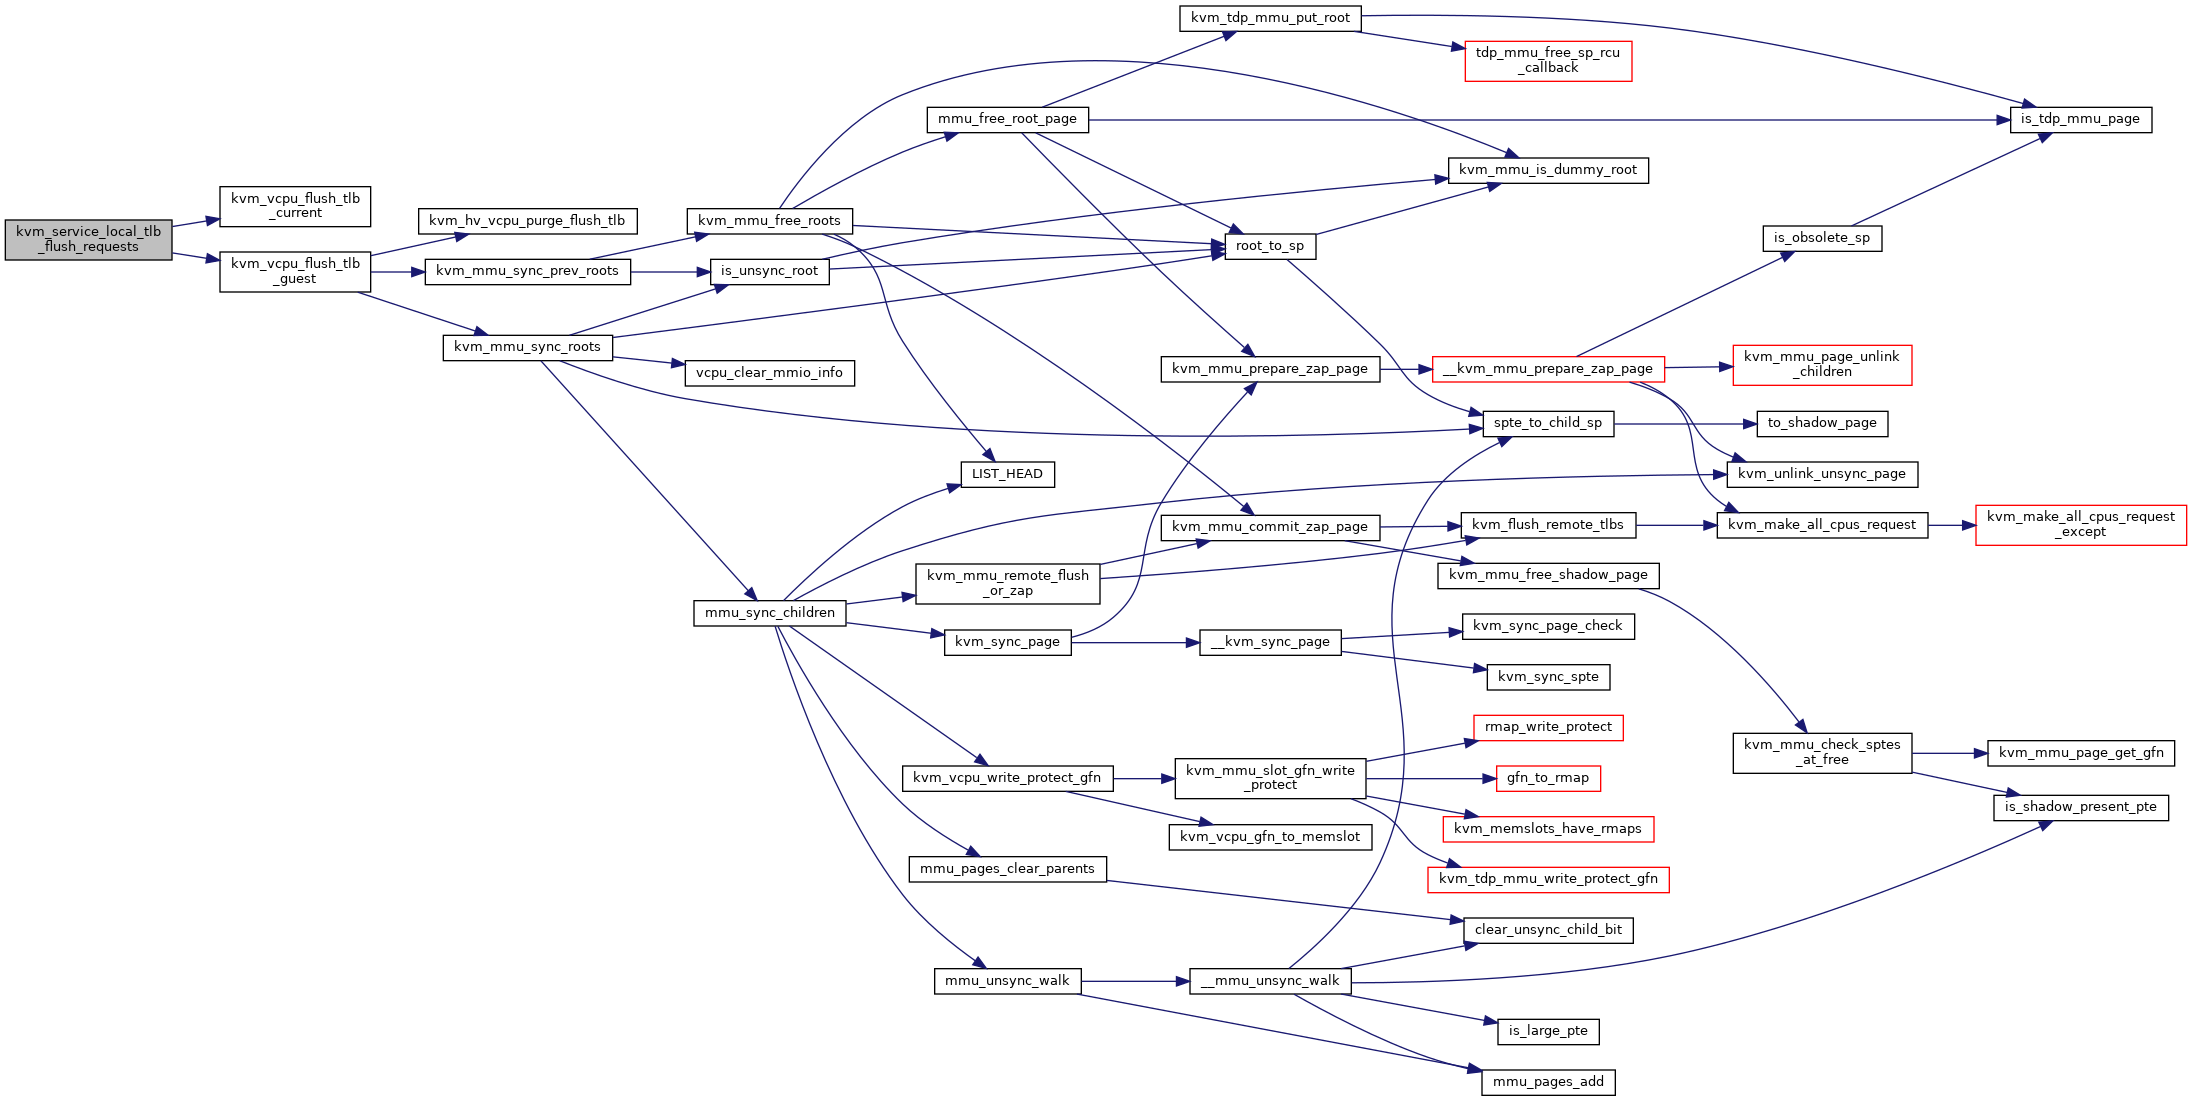 kvm_service_local_tlb
_flush_requests
kvm_vcpu_flush_tlb
_current
kvm_vcpu_flush_tlb
_guest
kvm_hv_vcpu_purge_flush_tlb
kvm_mmu_sync_prev_roots
kvm_mmu_sync_roots
kvm_mmu_free_roots
is_unsync_root
vcpu_clear_mmio_info
mmu_sync_children
mmu_free_root_page
LIST_HEAD
kvm_mmu_remote_flush
_or_zap
kvm_sync_page
kvm_vcpu_write_protect_gfn
mmu_pages_clear_parents
mmu_unsync_walk
kvm_tdp_mmu_put_root
root_to_sp
kvm_mmu_prepare_zap_page
kvm_mmu_commit_zap_page
__kvm_sync_page
kvm_mmu_slot_gfn_write
_protect
kvm_vcpu_gfn_to_memslot
__mmu_unsync_walk
tdp_mmu_free_sp_rcu
_callback
kvm_mmu_is_dummy_root
__kvm_mmu_prepare_zap_page
spte_to_child_sp
kvm_flush_remote_tlbs
kvm_mmu_free_shadow_page
kvm_sync_page_check
kvm_sync_spte
rmap_write_protect
gfn_to_rmap
kvm_memslots_have_rmaps
kvm_tdp_mmu_write_protect_gfn
clear_unsync_child_bit
is_large_pte
mmu_pages_add
is_obsolete_sp
kvm_mmu_page_unlink
_children
to_shadow_page
kvm_unlink_unsync_page
kvm_make_all_cpus_request
kvm_mmu_check_sptes
_at_free
is_tdp_mmu_page
kvm_make_all_cpus_request
_except
kvm_mmu_page_get_gfn
is_shadow_present_pte